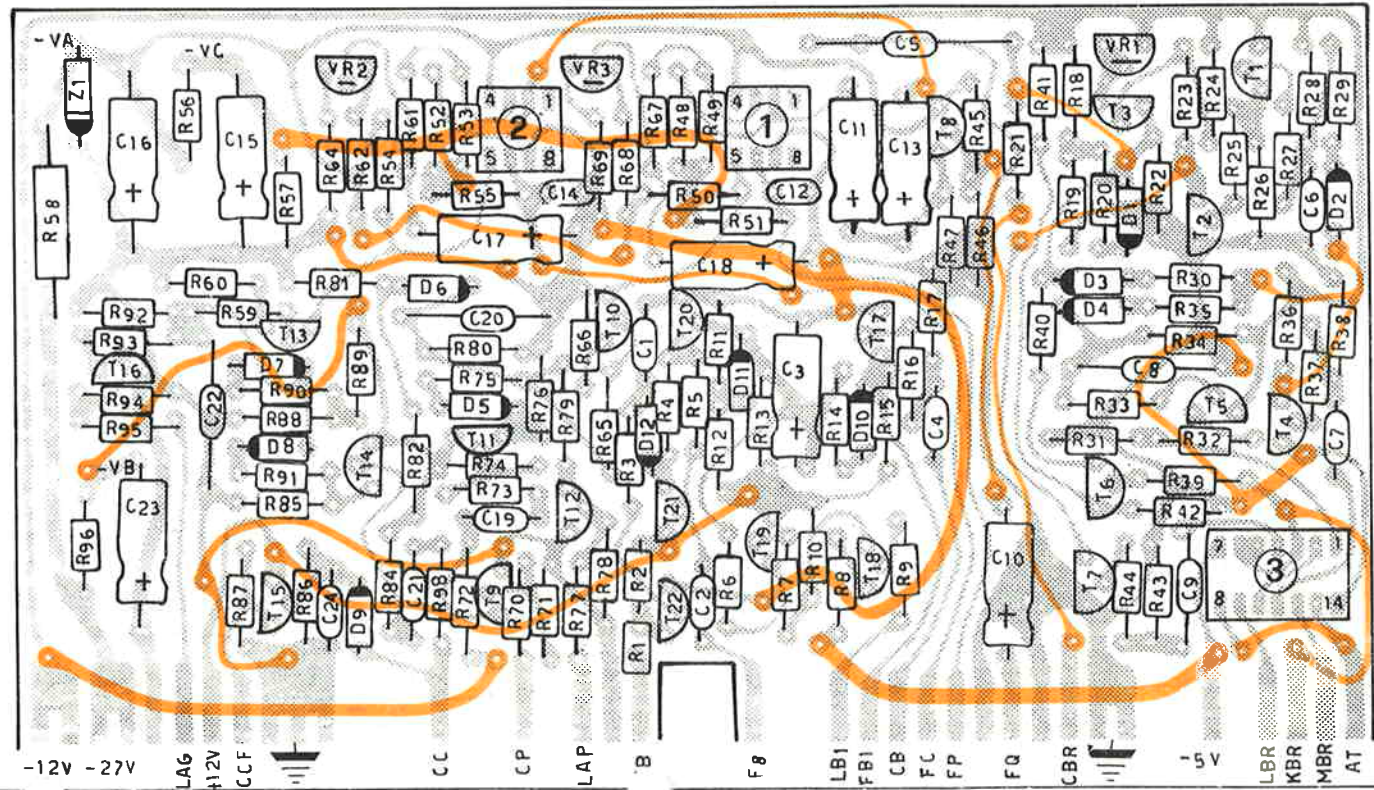 -VA
-VC
VR2
VR3
C5
VR1
T1
Z1
R56
C16
C15
R61
R52
R53
4
1
2
5
8
R67
R48
R49
4
1
1
5
8
C11
C13
T8
R45
R41
R18
T3
R23
R24
R28
R29
R58
R57
R64
R62
R54
R55
C14
R69
R68
R50
R51
C12
R21
R19
R20
D1
R22
T2
R25
R26
R27
C6
D2
C17
C18
R47
R46
+
+
+
+
+
+
R60
R81
D6
D3
R30
R92
R59
T13
C20
R66
T10
C1
T20
R11
T17
R17
R40
D4
R35
R36
R38
R93
T16
D7
R89
R80
C3
R16
R34
C8
R94
R90
R75
R76
R79
R4
R5
D11
R13
R14
D10
R15
C4
R33
T5
R37
R95
C22
R88
D5
R65
R3
D12
R12
+
T4
C7
D8
T14
R82
T11
R74
R31
R32
-VB
R91
R73
T6
R39
C23
R85
C19
T12
T21
R42
R96
+
T19
R10
C10
+
7
1
3
8
14
R87
T15
R86
C24
D9
R84
C21
R98
R72
T9
R70
R71
R77
R78
R2
T22
C2
R6
R7
R8
T18
R9
T7
R44
R43
C9
R1
-12V -27V
LAG
+12V
CCF
CC
CP
LAP
B
F8
LB1
FB1
CB
FC
FP
FQ
CBR
-5V
LBR
KBR
MBR
AT